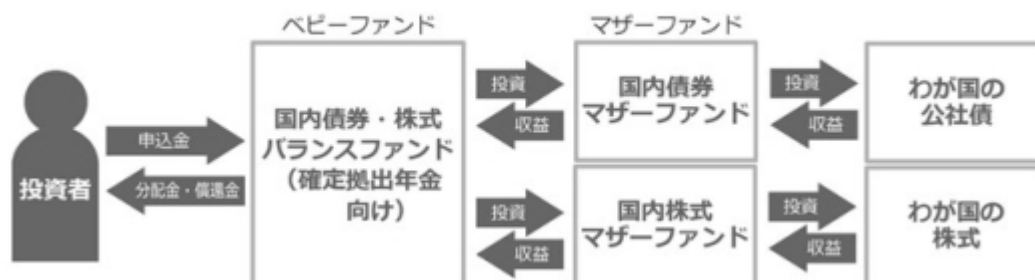 ベビーファンド
マザーファンド
投資者
申込金
分配金・償還金
国内債券・株式
バランスファンド
（確定拠出年金
向け）
投資
収益
国内債券
マザーファンド
投資
収益
わが国の
公社債
投資
収益
国内株式
マザーファンド
投資
収益
わが国の
株式